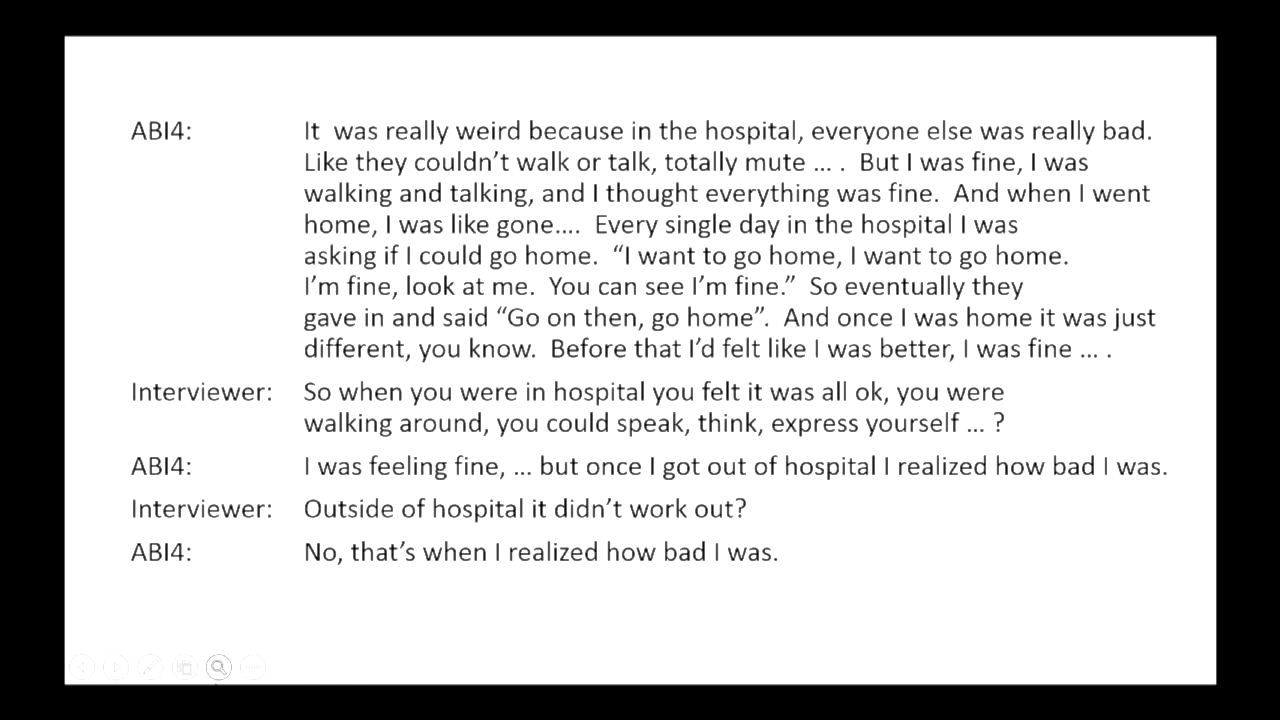 ABI4: It  was really weird because in the hospital, everyone else was really bad.
Like they couldn’t walk or talk, totally mute … .  But I was fine, I was
walking and talking, and I thought everything was fine.  And when I went
home, I was like gone….  Every single day in the hospital I was
asking if I could go home.  “I want to go home, I want to go home.
I’m fine, look at me.  You can see I’m fine.”  So eventually they
gave in and said “Go on then, go home”.  And once I was home it was just
different, you know.  Before that I’d felt like I was better, I was fine … .
Interviewer: So when you were in hospital you felt it was all ok, you were
walking around, you could speak, think, express yourself … ?
ABI4: I was feeling fine, … but once I got out of hospital I realized how bad I was.
Interviewer: Outside of hospital it didn’t work out?
ABI4: No, that’s when I realized how bad I was.